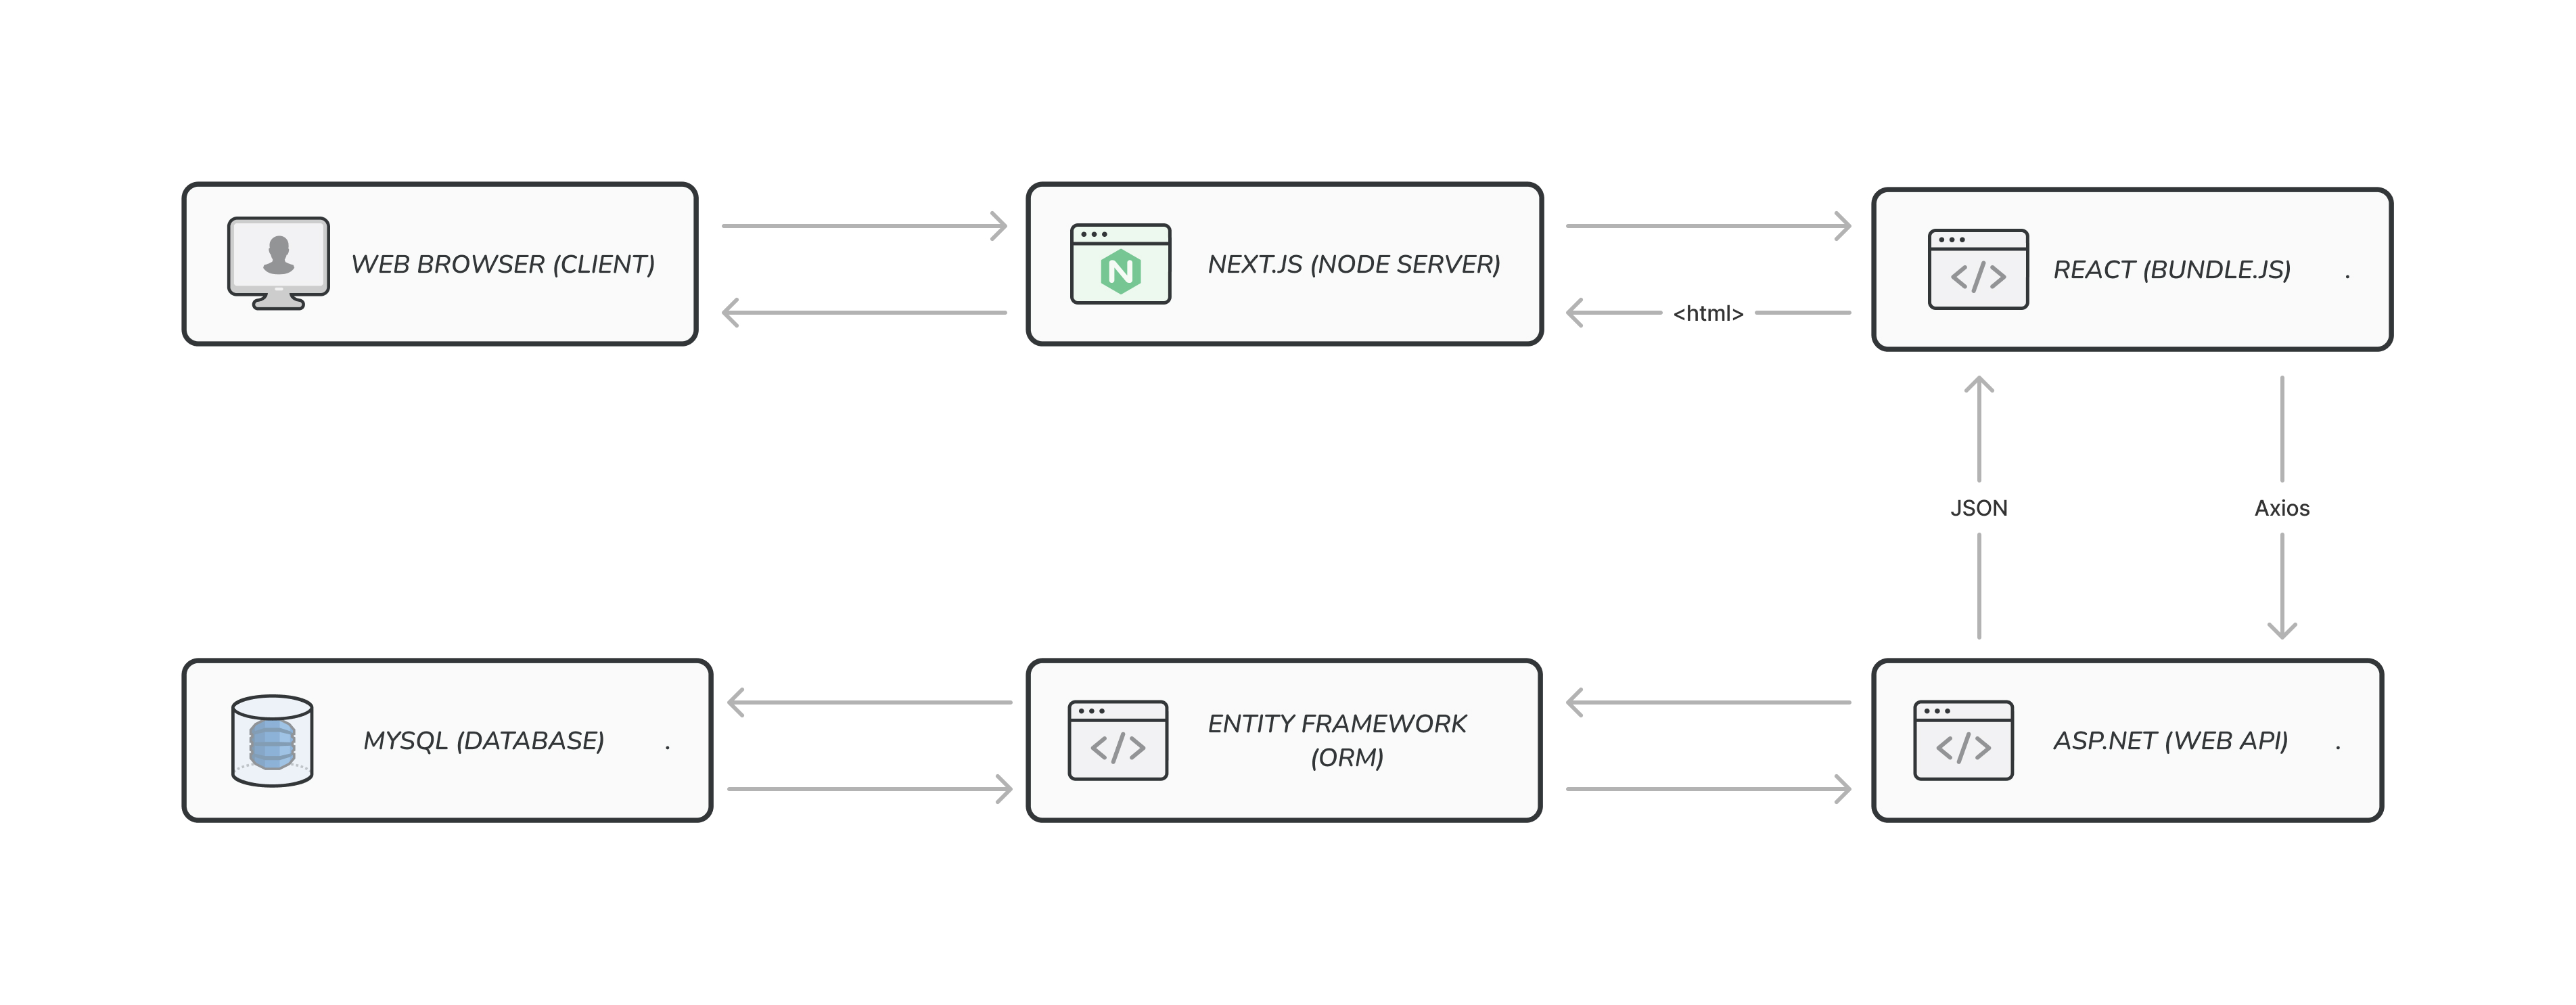 WEB BROWSER (CLIENT)
NEXT.JS (NODE SERVER)
<html>
REACT (BUNDLE.JS) .
JSON
Axios
MYSQL (DATABASE) .
ENTITY FRAMEWORK
(ORM)
ASP.NET (WEB API) .